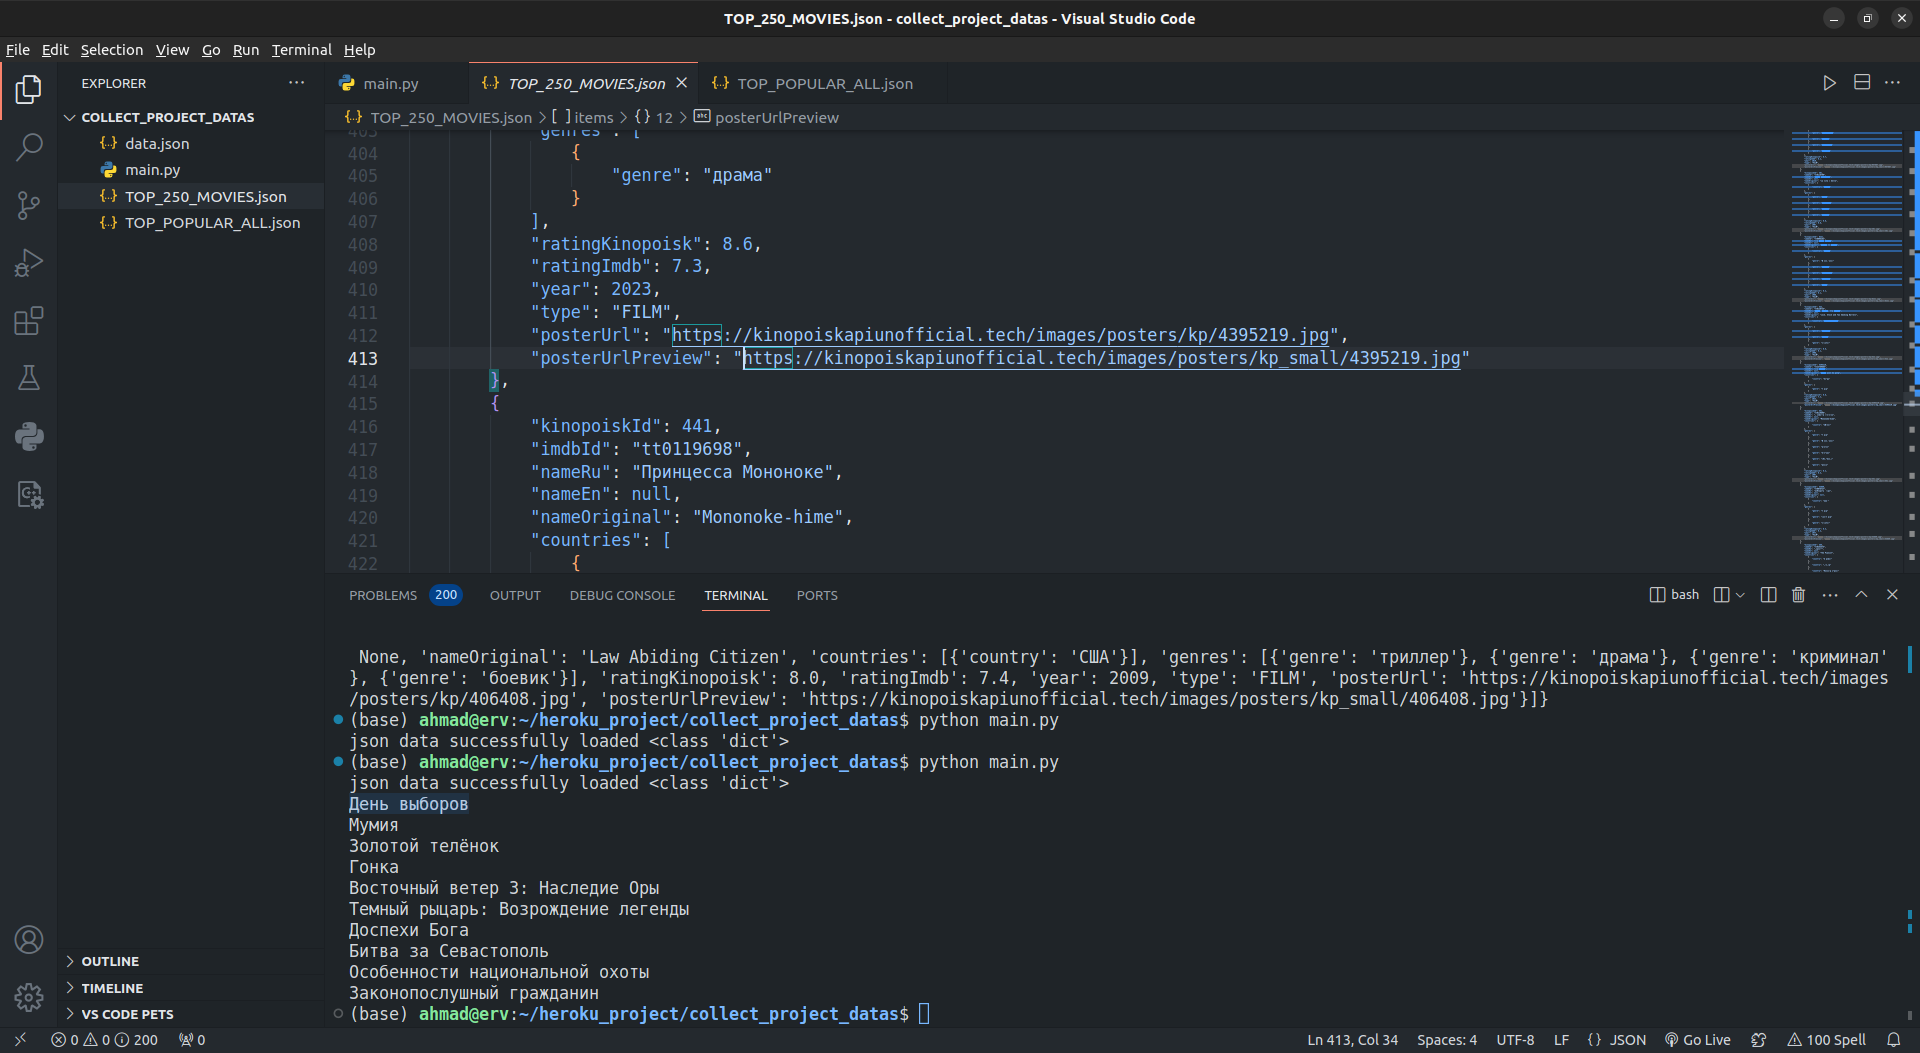 TOP_250_MOVIES.json - collect_project_datas - Visual Studio Code
File Edit Selection View Go Run Terminal Help
EXPLORER
COLLECT_PROJECT_DATAS
data.json
main.py
TOP_250_MOVIES.json
TOP_POPULAR_ALL.json
OUTLINE
TIMELINE
VS CODE PETS
main.py TOP_250_MOVIES.json TOP_POPULAR_ALL.json
TOP_250_MOVIES.json > [ ] items > {} 12 > abc posterUrlPreview
403 "genres": [
404 {
405 "genre": "драма"
406 }
407 ],
408 "ratingKinopoisk": 8.6,
409 "ratingImdb": 7.3,
410 "year": 2023,
411 "type": "FILM",
412 "posterUrl": "https://kinopoiskapiunofficial.tech/images/posters/kp/4395219.jpg",
413 "posterUrlPreview": "https://kinopoiskapiunofficial.tech/images/posters/kp_small/4395219.jpg"
414 },
415 {
416 "kinopoiskId": 441,
417 "imdbId": "tt0119698",
418 "nameRu": "Принцесса Мононоке",
419 "nameEn": null,
420 "nameOriginal": "Mononoke-hime",
421 "countries": [
422 {
PROBLEMS 200 OUTPUT DEBUG CONSOLE TERMINAL PORTS bash
None, 'nameOriginal': 'Law Abiding Citizen', 'countries': [{'country': 'США'}], 'genres': [{'genre': 'триллер'}, {'genre': 'драма'}, {'genre': 'криминал'
}, {'genre': 'боевик'}], 'ratingKinopoisk': 8.0, 'ratingImdb': 7.4, 'year': 2009, 'type': 'FILM', 'posterUrl': 'https://kinopoiskapiunofficial.tech/images
/posters/kp/406408.jpg', 'posterUrlPreview': 'https://kinopoiskapiunofficial.tech/images/posters/kp_small/406408.jpg'}]}
(base) ahmad@erv:~/heroku_project/collect_project_datas$ python main.py
json data successfully loaded <class 'dict'>
(base) ahmad@erv:~/heroku_project/collect_project_datas$ python main.py
json data successfully loaded <class 'dict'>
День выборов
Мумия
Золотой телёнок
Гонка
Восточный ветер 3: Наследие Оры
Темный рыцарь: Возрождение легенды
Доспехи Бога
Битва за Севастополь
Особенности национальной охоты
Законопослушный гражданин
(base) ahmad@erv:~/heroku_project/collect_project_datas$
0 0 200 0 Ln 413, Col 34 Spaces: 4 UTF-8 LF {} JSON Go Live 100 Spell